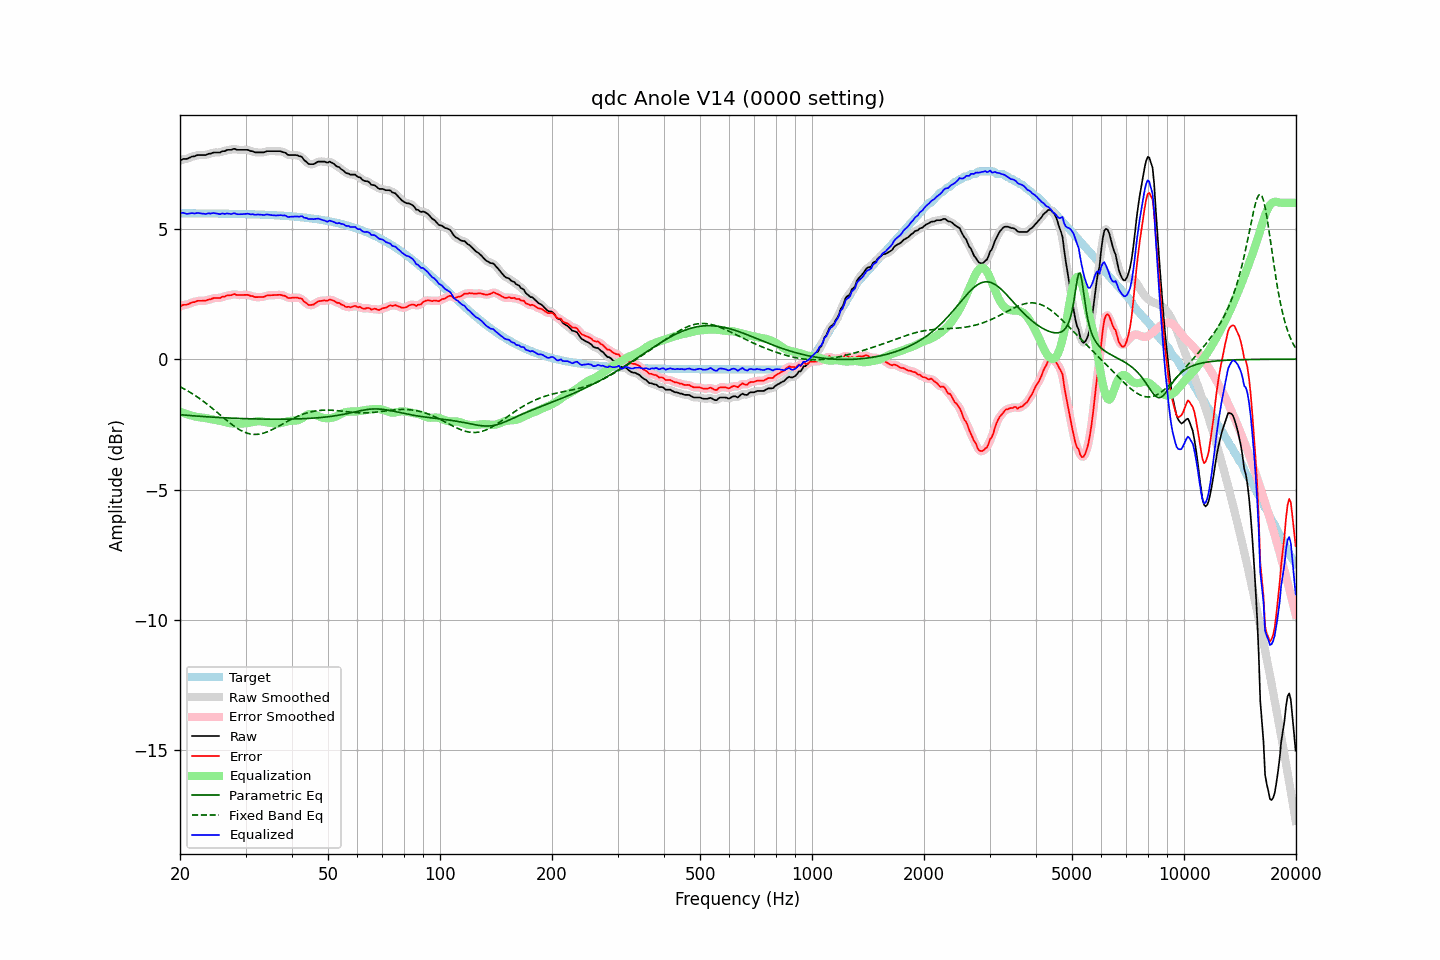 qdc Anole V14 (0000 setting)
Amplitude (dBr)
5
0
−5
−10
−15
Target
Raw Smoothed
Error Smoothed
Raw
Error
Equalization
Parametric Eq
Fixed Band Eq
Equalized
20 50 100 200 500 1000 2000 5000 10000 20000
Frequency (Hz)